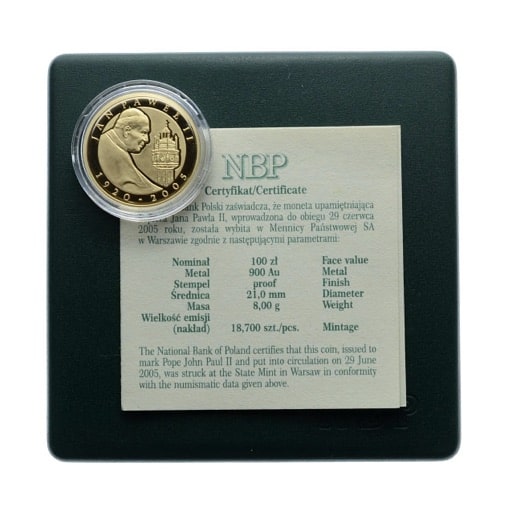 JAN PAWEŁ II
1920 · 2005
NBP
Certyfikat/Certificate
Bank Polski zaświadcza, że moneta upamiętniająca
Jana Pawła II, wprowadzona do obiegu 29 czerwca
2005 roku, została wybita w Mennicy Państwowej SA
w Warszawie zgodnie z następującymi parametrami:
Nominał 100 zł Face value
Metal 900 Au Metal
Stempel proof Finish
Średnica 21,0 mm Diameter
Masa 8,00 g Weight
Wielkość emisji
(nakład) 18,700 szt./pcs. Mintage
The National Bank of Poland certifies that this coin, issued to
mark Pope John Paul II and put into circulation on 29 June
2005, was struck at the State Mint in Warsaw in conformity
with the numismatic data given above.
NBP